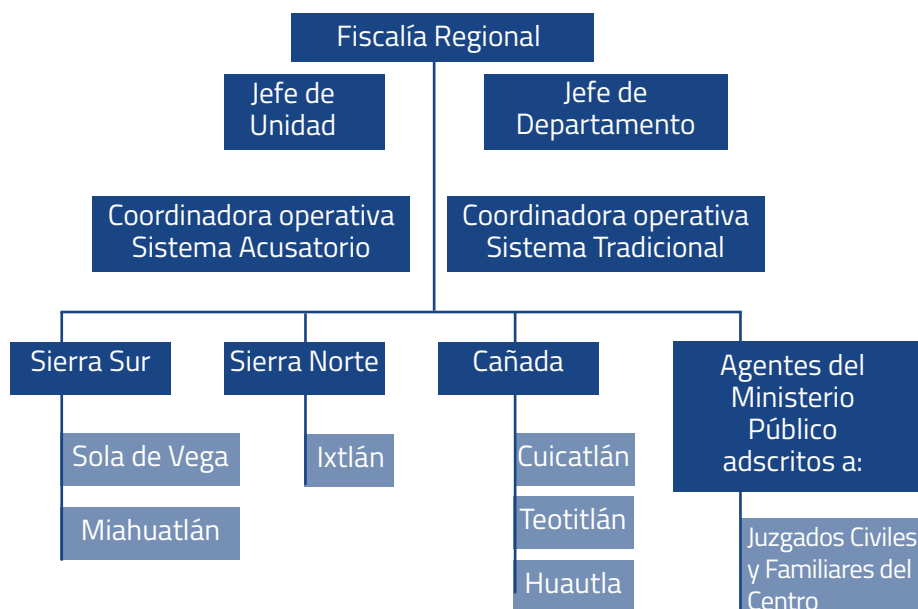 Fiscalía Regional
Jefe de
Unidad
Jefe de
Departamento
Coordinadora operativa
Sistema Acusatorio
Coordinadora operativa
Sistema Tradicional
Sierra Sur
Sola de Vega
Miahuatlán
Sierra Norte
Ixtlán
Cañada
Cuicatlán
Teotitlán
Huautla
Agentes del
Ministerio
Público
adscritos a:
Juzgados Civiles
y Familiares del
Centro